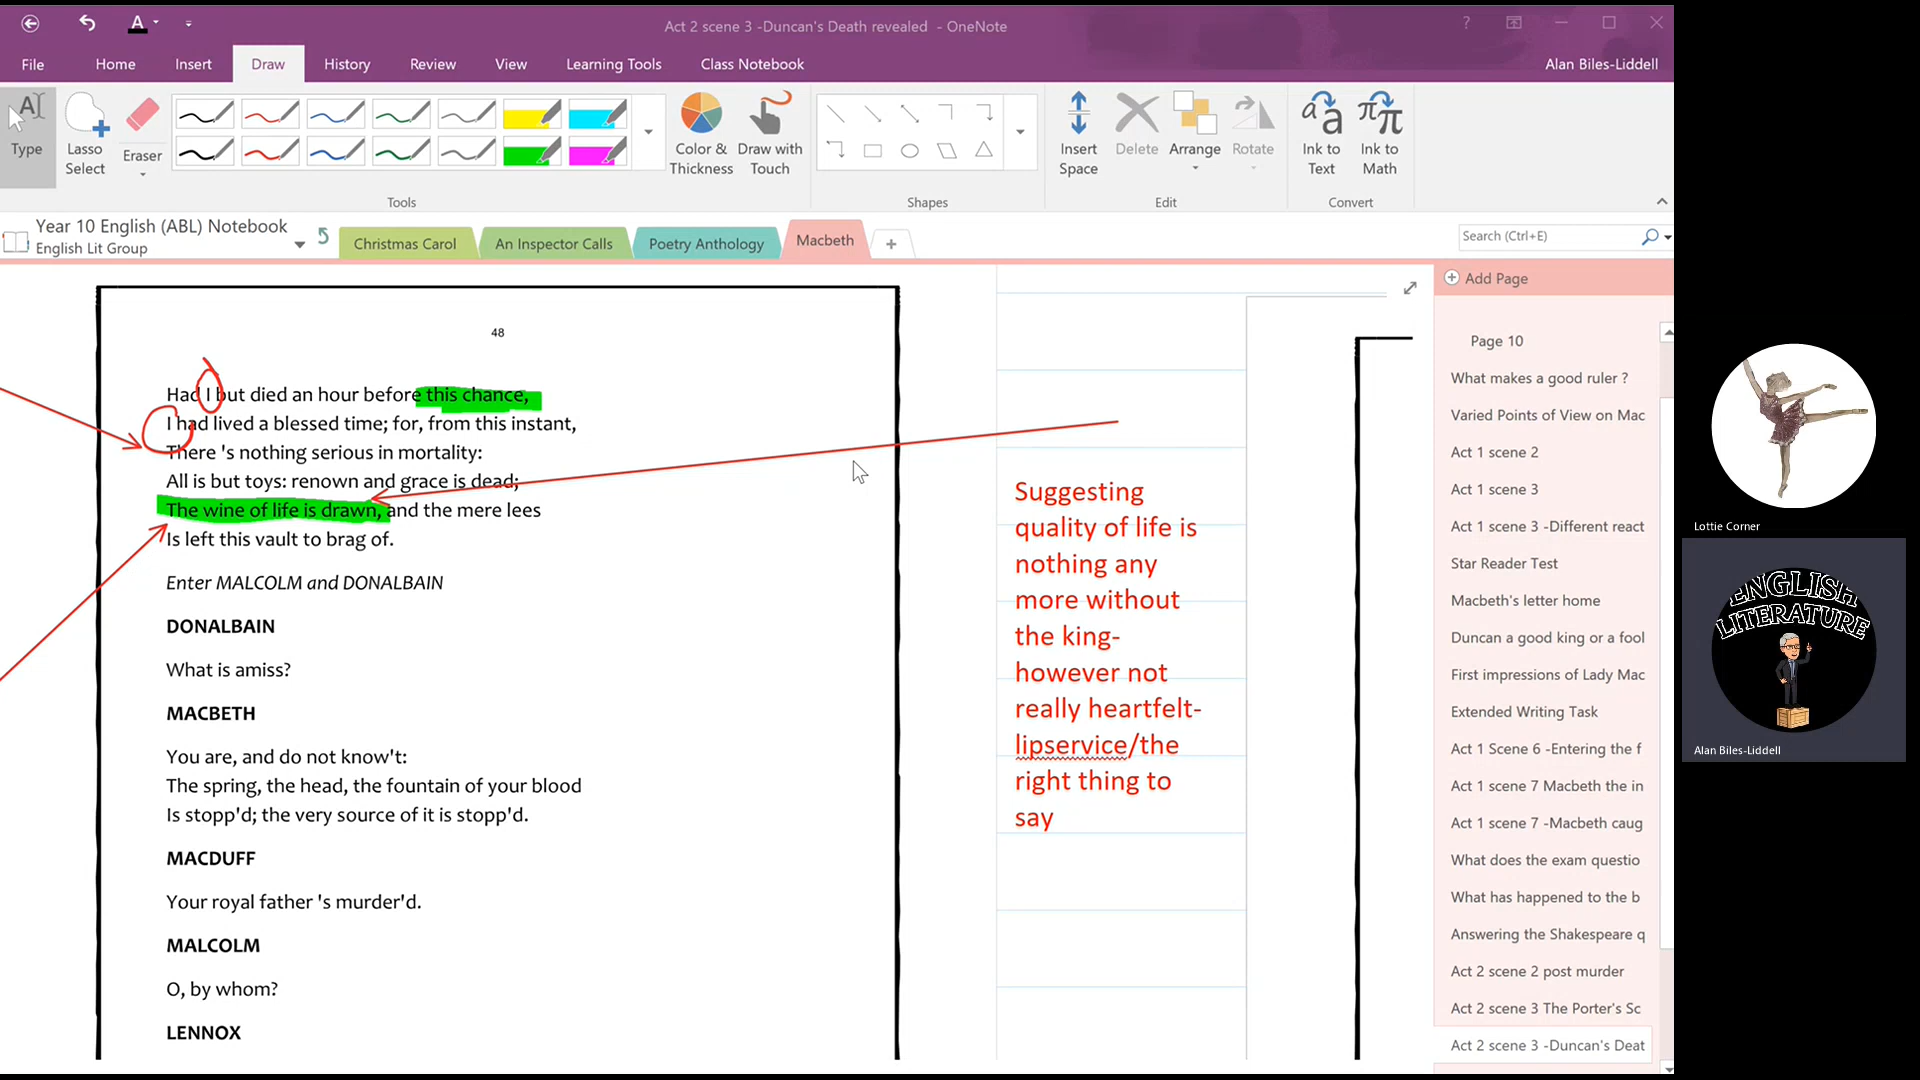 Act 2 scene 3 -Duncan's Death revealed - OneNote
?
File
Home
Insert
Draw
History
Review
View
Learning Tools
Class Notebook
Alan Biles-Liddell
Type
Lasso
Select
Eraser
Color &
Thickness
Draw with
Touch
Insert
Space
Delete
Arrange
Rotate
Ink to
Text
Ink to
Math
Tools
Shapes
Edit
Convert
Year 10 English (ABL) Notebook
English Lit Group
Christmas Carol
An Inspector Calls
Poetry Anthology
Macbeth
Search (Ctrl+E)
48
Had I but died an hour before this chance,
I had lived a blessed time; for, from this instant,
There 's nothing serious in mortality:
All is but toys: renown and grace is dead;
The wine of life is drawn, and the mere lees
Is left this vault to brag of.
Enter MALCOLM and DONALBAIN
DONALBAIN
What is amiss?
MACBETH
You are, and do not know't:
The spring, the head, the fountain of your blood
Is stopp'd; the very source of it is stopp'd.
MACDUFF
Your royal father 's murder'd.
MALCOLM
O, by whom?
LENNOX
Suggesting
quality of life is
nothing any
more without
the king-
however not
really heartfelt-
lipservice/the
right thing to
say
Add Page
Page 10
What makes a good ruler ?
Varied Points of View on Mac
Act 1 scene 2
Act 1 scene 3
Act 1 scene 3 -Different react
Star Reader Test
Macbeth's letter home
Duncan a good king or a fool
First impressions of Lady Mac
Extended Writing Task
Act 1 Scene 6 -Entering the f
Act 1 scene 7 Macbeth the in
Act 1 scene 7 -Macbeth caug
What does the exam questio
What has happened to the b
Answering the Shakespeare q
Act 2 scene 2 post murder
Act 2 scene 3 The Porter's Sc
Act 2 scene 3 -Duncan's Deat
Lottie Corner
ENGLISH
LITERATURE
Alan Biles-Liddell